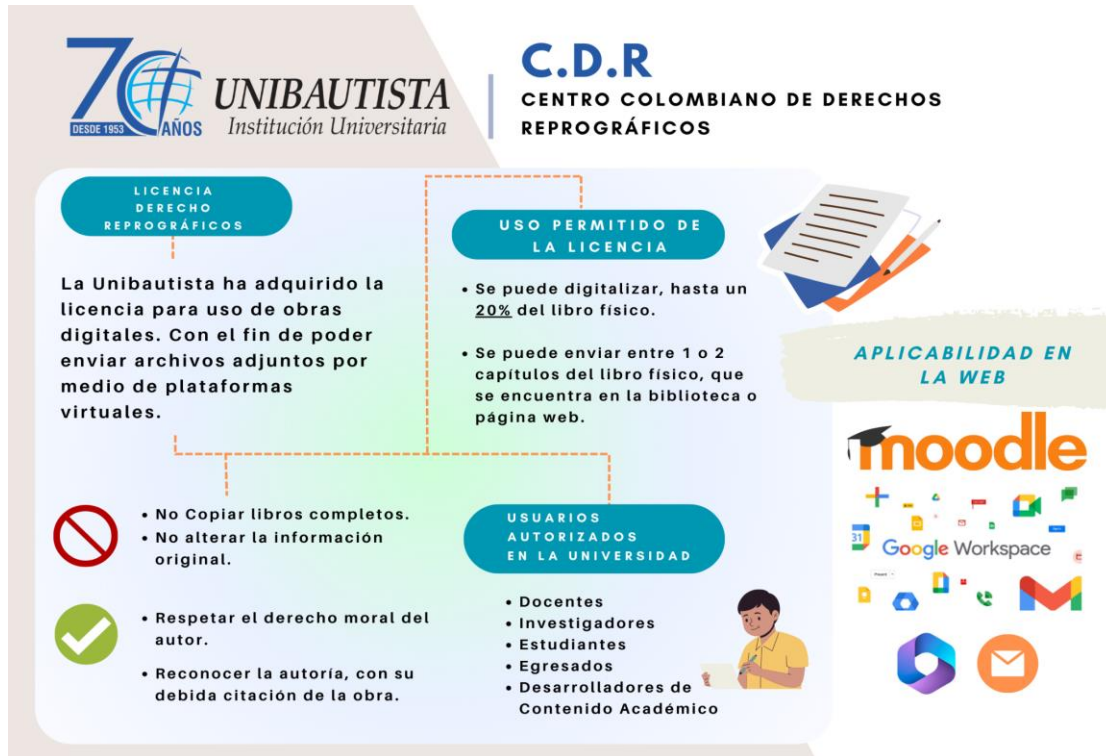 70
DESDE 1953 AÑOS
UNIBAUTISTA
Institución Universitaria
C.D.R
CENTRO COLOMBIANO DE DERECHOS
REPROGRÁFICOS
LICENCIA
DERECHO
REPROGRÁFICOS
La Unibautista ha adquirido la
licencia para uso de obras
digitales. Con el fin de poder
enviar archivos adjuntos por
medio de plataformas
virtuales.
USO PERMITIDO DE
LA LICENCIA
• Se puede digitalizar, hasta un
20% del libro físico.
• Se puede enviar entre 1 o 2
capítulos del libro físico, que
se encuentra en la biblioteca o
página web.
• No Copiar libros completos.
• No alterar la información
original.
• Respetar el derecho moral del
autor.
• Reconocer la autoría, con su
debida citación de la obra.
USUARIOS
AUTORIZADOS
EN LA UNIVERSIDAD
• Docentes
• Investigadores
• Estudiantes
• Egresados
• Desarrolladores de
Contenido Académico
APLICABILIDAD EN
LA WEB
moodle
31
Google Workspace